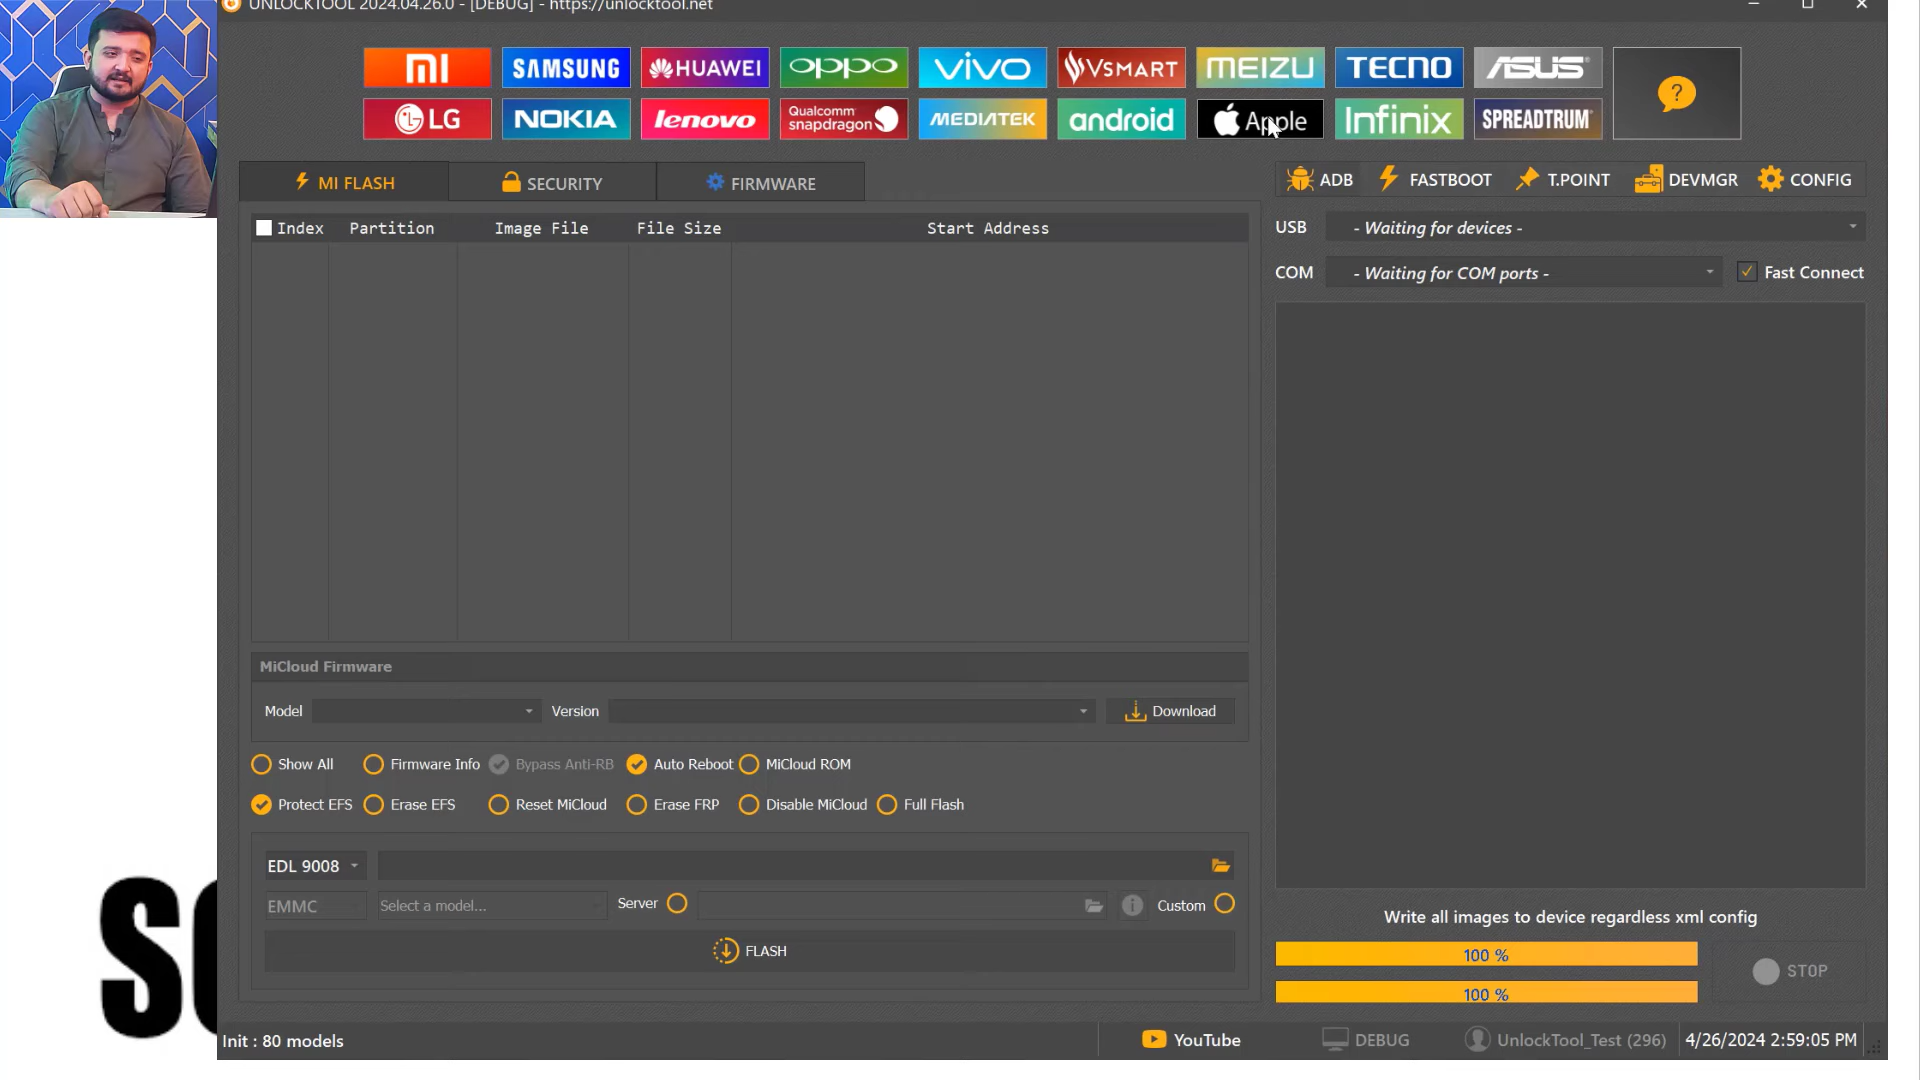 UNLOCKTOOL 2024.04.26.0 - [DEBUG] - https://unlocktool.net
MI SAMSUNG HUAWEI oppo vivo VSMART MEIZU TECNO ASUS ?
LG NOKIA lenovo Qualcomm snapdragon MEDIATEK android Apple Infinix SPREADTRUM
MI FLASH SECURITY FIRMWARE
ADB FASTBOOT T.POINT DEVMGR CONFIG
Index Partition Image File File Size Start Address
USB - Waiting for devices -
COM - Waiting for COM ports - Fast Connect
MiCloud Firmware
Model Version Download
Show All Firmware Info Bypass Anti-RB Auto Reboot MiCloud ROM
Protect EFS Erase EFS Reset MiCloud Erase FRP Disable MiCloud Full Flash
EDL 9008
EMMC Select a model... Server Custom
FLASH
Write all images to device regardless xml config
100 %
100 %
STOP
Init : 80 models YouTube DEBUG UnlockTool_Test (296) 4/26/2024 2:59:05 PM